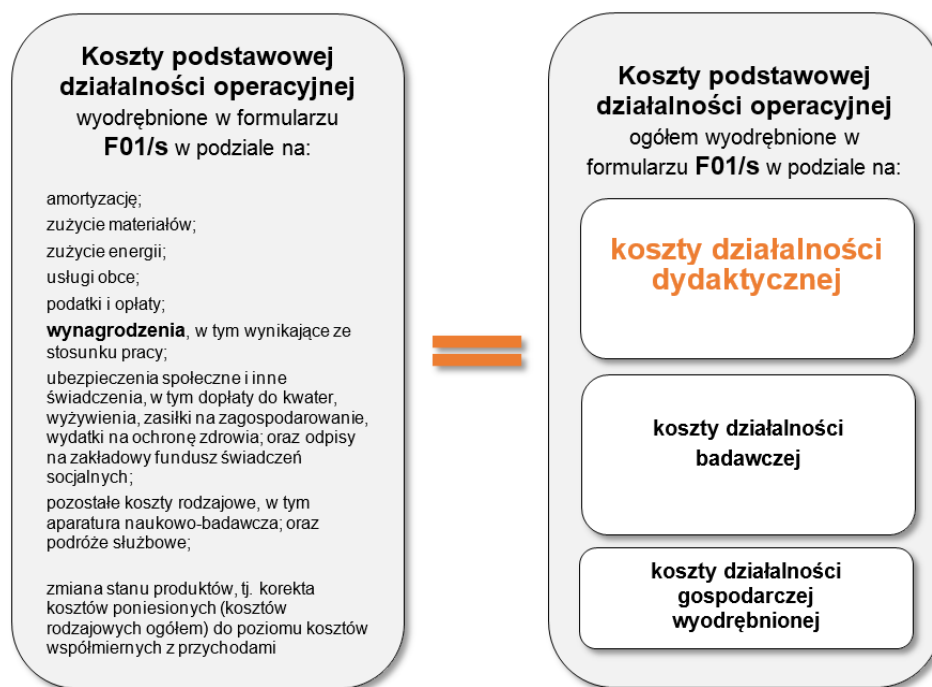 Koszty podstawowej
działalności operacyjnej
wyodrębnione w formularzu
F01/s w podziale na:
amortyzację;
zużycie materiałów;
zużycie energii;
usługi obce;
podatki i opłaty;
wynagrodzenia, w tym wynikające ze
stosunku pracy;
ubezpieczenia społeczne i inne
świadczenia, w tym dopłaty do kwater,
wyżywienia, zasiłki na zagospodarowanie,
wydatki na ochronę zdrowia; oraz odpisy
na zakładowy fundusz świadczeń
socjalnych;
pozostałe koszty rodzajowe, w tym
aparatura naukowo-badawcza; oraz
podróże służbowe;
zmiana stanu produktów, tj. korekta
kosztów poniesionych (kosztów
rodzajowych ogółem) do poziomu kosztów
współmiernych z przychodami
Koszty podstawowej
działalności operacyjnej
ogółem wyodrębnione w
formularzu F01/s w podziale na:
koszty działalności
dydaktycznej
koszty działalności
badawczej
koszty działalności
gospodarczej
wyodrębnionej